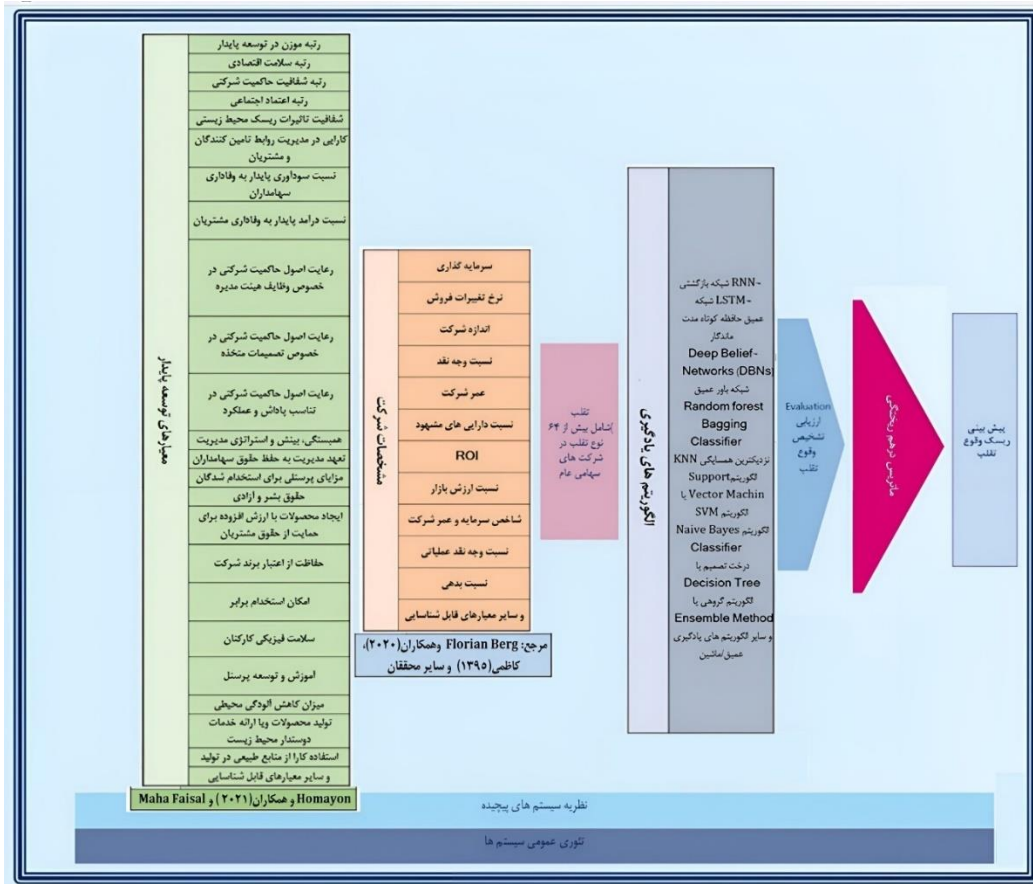 معیارهای توسعه پایدار
رتبه موزن در توسعه پایدار
رتبه سلامت اقتصادی
رتبه شفافیت حاکمیت شرکتی
رتبه اعتماد اجتماعی
شفافیت تاثیرات ریسک محیط زیستی
کارایی در مدیریت روابط تامین کنندگان
و مشتریان
نسبت سودآوری پایدار به وفاداری
سهامداران
نسبت درآمد پایدار به وفاداری مشتریان
رعایت اصول حاکمیت شرکتی در
خصوص وظایف هیئت مدیره
رعایت اصول حاکمیت شرکتی در
خصوص تصمیمات متخذه
رعایت اصول حاکمیت شرکتی در
تناسب پاداش و عملکرد
همبستگی، بینش و استراتژی مدیریت
تعهد مدیریت به حفظ حقوق سهامداران
مزایای پرسنلی برای استخدام شدگان
حقوق بشر و ازادی
ایجاد محصولات با ارزش افزوده برای
حمایت از حقوق مشتریان
حفاظت از اعتبار برند شرکت
امکان استخدام برابر
سلامت فیزیکی کارکنان
آموزش و توسعه پرسنل
میزان کاهش آلودگی محیطی
تولید محصولات ویا ارائه خدمات
دوستدار محیط زیست
استفاده کارا از منابع طبیعی در تولید
و سایر معیارهای قابل شناسایی
Homayon و همکاران(۲۰۲۱) و Maha Faisal
مشخصات شرکت
سرمایه گذاری
نرخ تغییرات فروش
اندازه شرکت
نسبت وجه نقد
عمر شرکت
نسبت دارایی های مشهود
ROI
نسبت ارزش بازار
شاخص سرمایه و عمر شرکت
نسبت وجه نقد عملیاتی
نسبت بدهی
و سایر معیارهای قابل شناسایی
مرجع: Florian Berg وهمکاران(۲۰۲۰)،
کاظمی(۱۳۹۵) و سایر محققان
تقلب
(شامل بیش از ۶۴
نوع تقلب در
شرکت های
سهامی عام
الگوریتم های یادگیری
-RNN شبکه بازگشتی
-LSTM شبکه
عمیق حافظه کوتاه مدت
ماندگار
Deep Belief-
Networks (DBNs)
شبکه باور عمیق
Random forest
Bagging
Classifier
نزدیکترین همسایگی KNN
الگوریتمSupport
Vector Machin یا
الگوریتم SVM
الگوریتم Naive Bayes
Classifier
درخت تصمیم یا
Decision Tree
الگوریتم گروهی یا
Ensemble Method
و سایر الگوریتم های یادگیری
عمیق/ماشین
Evaluation
ارزیابی
تشخیص
وقوع
تقلب
ماتریس درهم ریختگی
پیش بینی
ریسک وقوع
تقلب
نظریه سیستم های پیچیده
تئوری عمومی سیستم ها